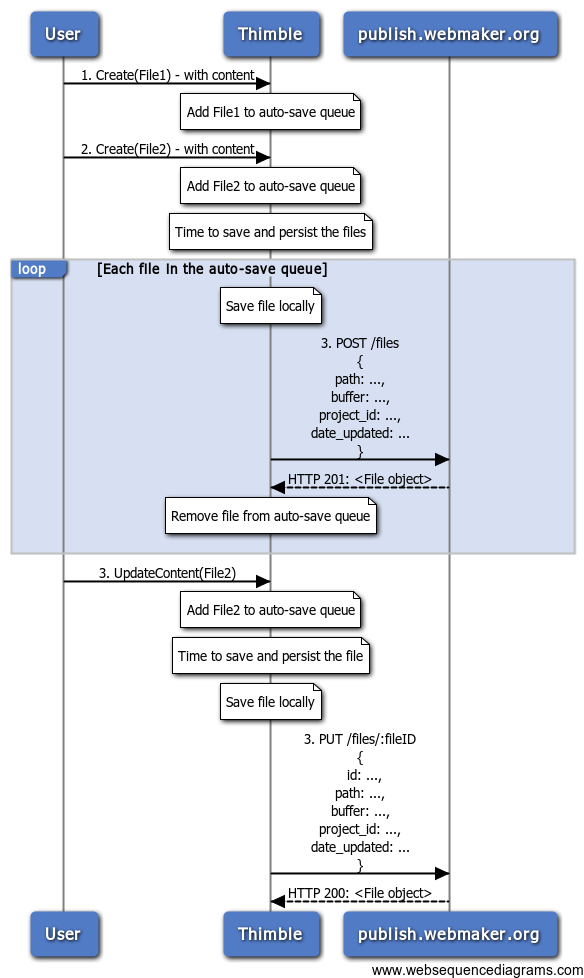 User
Thimble
publish.webmaker.org
1. Create(File1) - with content
Add File1 to auto-save queue
2. Create(File2) - with content
Add File2 to auto-save queue
Time to save and persist the files
loop
[Each file in the auto-save queue]
Save file locally
3. POST /files
{
path: ...,
buffer: ...,
project_id: ...,
date_updated: ...
}
HTTP 201: <File object>
Remove file from auto-save queue
3. UpdateContent(File2)
Add File2 to auto-save queue
Time to save and persist the file
Save file locally
3. PUT /files/:fileID
{
id: ...,
path: ...,
buffer: ...,
project_id: ...,
date_updated: ...
}
HTTP 200: <File object>
User
Thimble
publish.webmaker.org
www.websequencediagrams.com